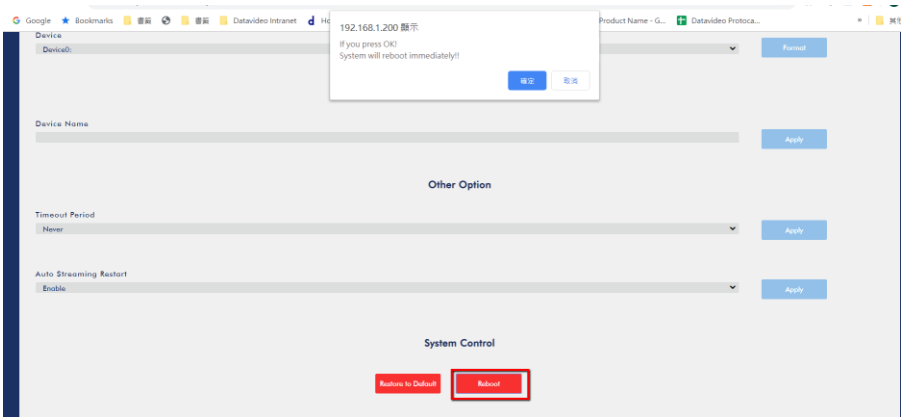 Google
Bookmarks
書籤
書籤
Datavideo Intranet
Product Name - G...
Datavideo Protoca...
192.168.1.200 顯示
If you press OK!
System will reboot immediately!!
確定
取消
Device
Device0:
Format
Device Name
Apply
Other Option
Timeout Period
Never
Apply
Auto Streaming Restart
Enable
Apply
System Control
Restore to Default
Reboot